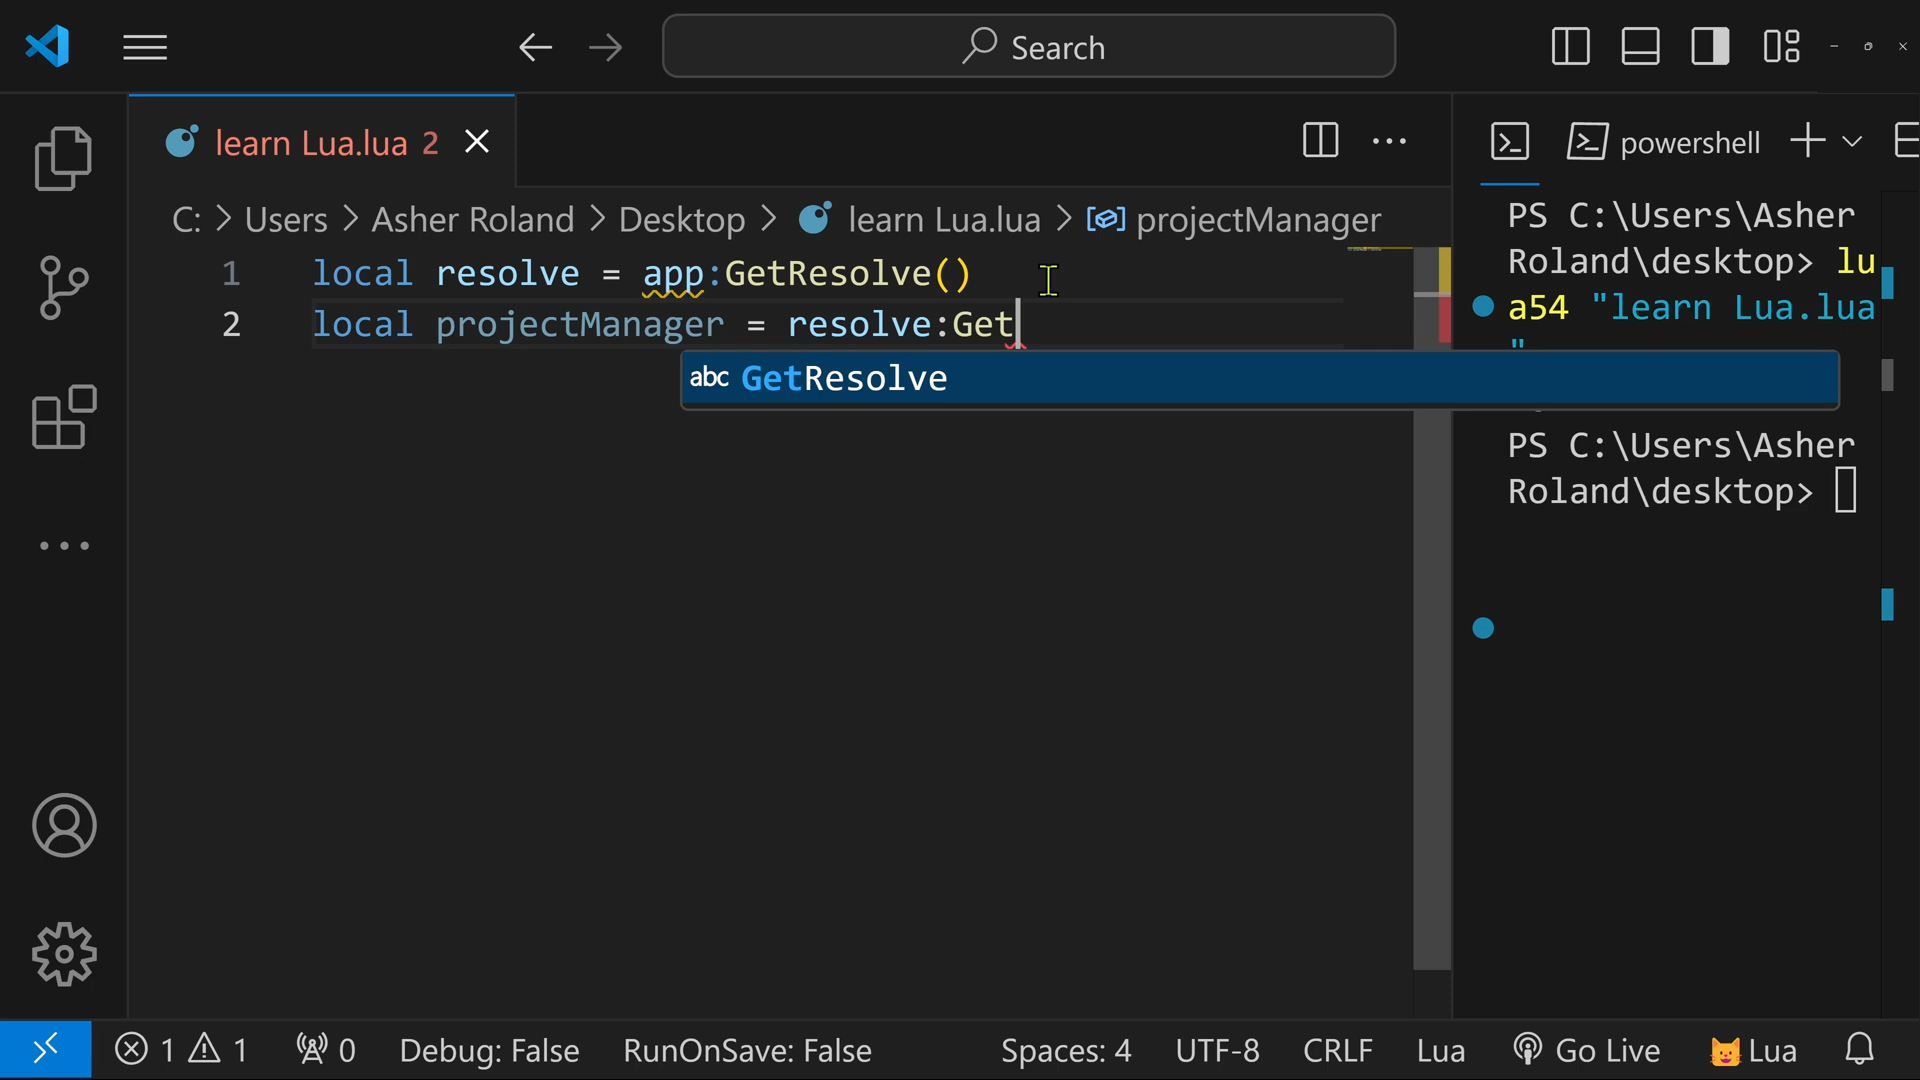 Search
learn Lua.lua 2
powershell
C: > Users > Asher Roland > Desktop > learn Lua.lua > projectManager
1 local resolve = app:GetResolve()
2 local projectManager = resolve:Get
abc GetResolve
PS C:\Users\Asher
Roland\desktop> lu
a54 "learn Lua.lua
"
PS C:\Users\Asher
Roland\desktop>
1 1 0 Debug: False RunOnSave: False Spaces: 4 UTF-8 CRLF Lua Go Live Lua